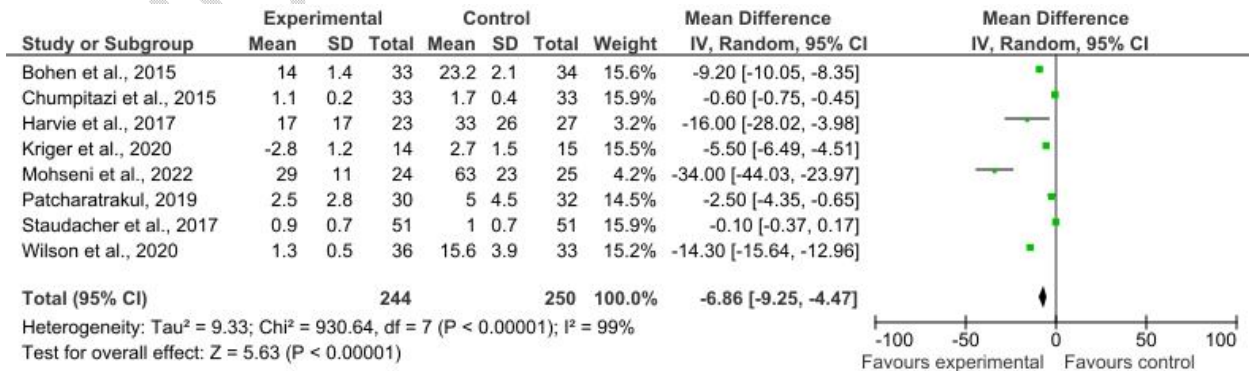 Experimental Control Mean Difference Mean Difference
Study or Subgroup Mean SD Total Mean SD Total Weight IV, Random, 95% CI IV, Random, 95% CI
Bohen et al., 2015 14 1.4 33 23.2 2.1 34 15.6% -9.20 [-10.05, -8.35]
Chumpitazi et al., 2015 1.1 0.2 33 1.7 0.4 33 15.9% -0.60 [-0.75, -0.45]
Harvie et al., 2017 17 17 23 33 26 27 3.2% -16.00 [-28.02, -3.98]
Kriger et al., 2020 -2.8 1.2 14 2.7 1.5 15 15.5% -5.50 [-6.49, -4.51]
Mohseni et al., 2022 29 11 24 63 23 25 4.2% -34.00 [-44.03, -23.97]
Patcharatrakul, 2019 2.5 2.8 30 5 4.5 32 14.5% -2.50 [-4.35, -0.65]
Staudacher et al., 2017 0.9 0.7 51 1 0.7 51 15.9% -0.10 [-0.37, 0.17]
Wilson et al., 2020 1.3 0.5 36 15.6 3.9 33 15.2% -14.30 [-15.64, -12.96]
Total (95% CI) 244 250 100.0% -6.86 [-9.25, -4.47]
Heterogeneity: Tau² = 9.33; Chi² = 930.64, df = 7 (P < 0.00001); I² = 99%
Test for overall effect: Z = 5.63 (P < 0.00001)
-100 -50 0 50 100
Favours experimental Favours control